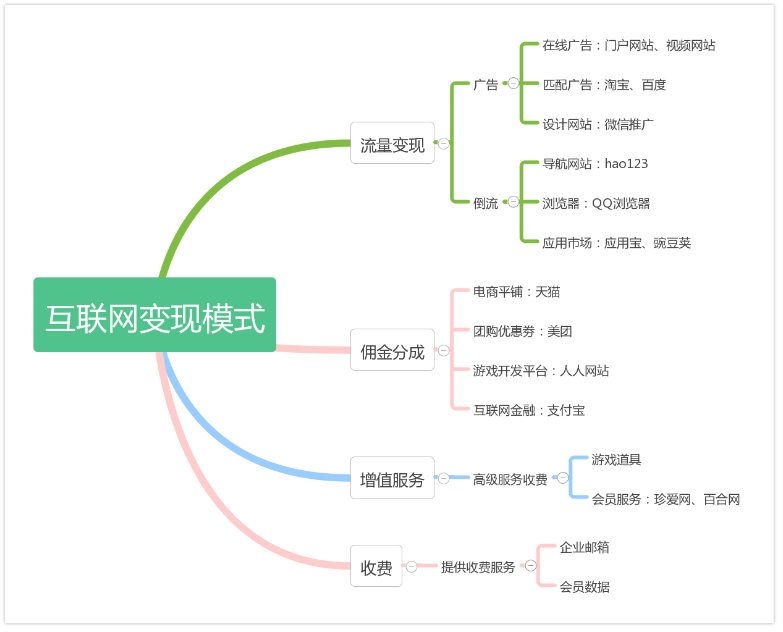 互联网变现模式
流量变现
广告
在线广告：门户网站、视频网站
匹配广告：淘宝、百度
设计网站：微信推广
倒流
导航网站：hao123
浏览器：QQ浏览器
应用市场：应用宝、豌豆荚
佣金分成
电商平铺：天猫
团购优惠劵：美团
游戏开发平台：人人网站
互联网金融：支付宝
增值服务
高级服务收费
游戏道具
会员服务：珍爱网、百合网
收费
提供收费服务
企业邮箱
会员数据